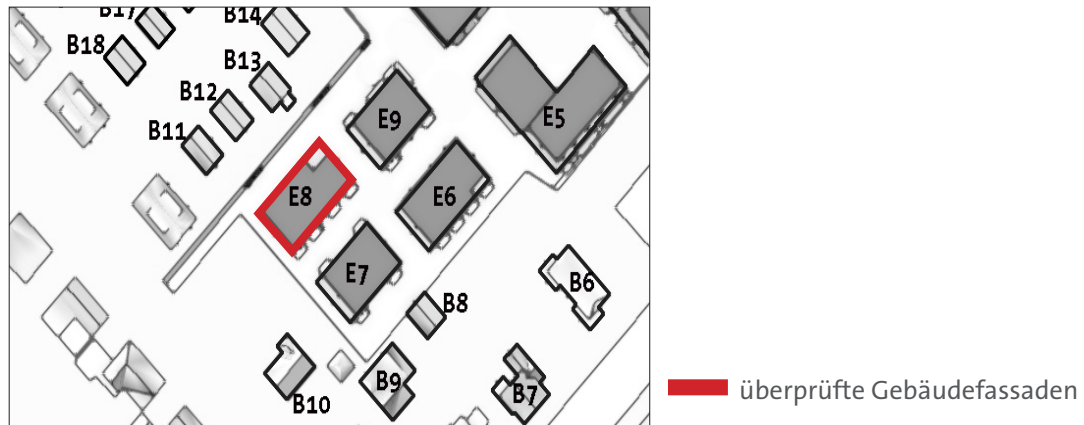 B17
B14
B18
B13
B12
B11
E9
E5
E8
E6
E7
B6
B8
B9
B7
B10
überprüfte Gebäudefassaden